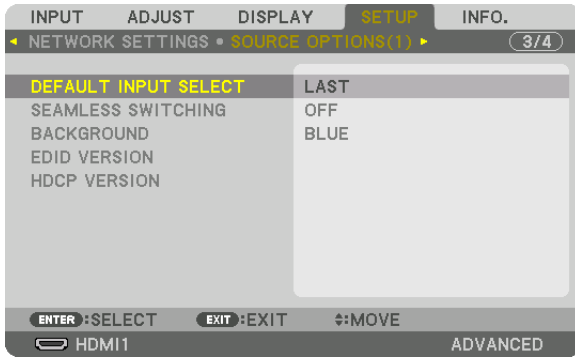 INPUT ADJUST DISPLAY SETUP INFO.
NETWORK SETTINGS • SOURCE OPTIONS(1) 3/4
DEFAULT INPUT SELECT LAST
SEAMLESS SWITCHING OFF
BACKGROUND BLUE
EDID VERSION
HDCP VERSION
ENTER :SELECT EXIT :EXIT :MOVE
HDMI1 ADVANCED